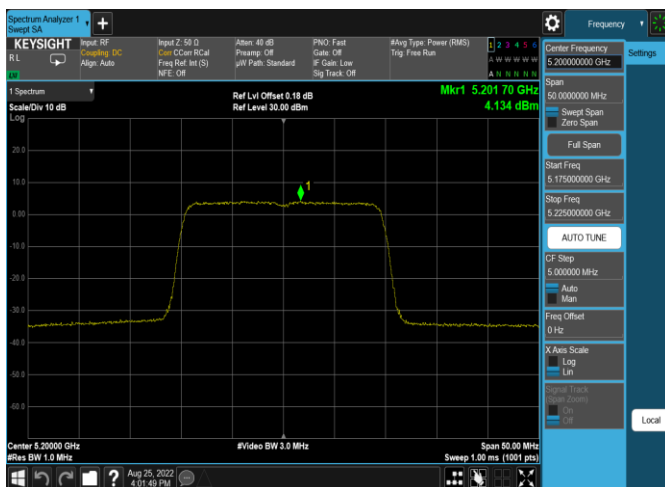 Spectrum Analyzer 1
Swept SA
+
Frequency
KEYSIGHT
RL
Input: RF
Coupling: DC
Align: Auto
Input Z: 50 Ω
Corr CCorr RCal
Freq Ref: Int (S)
NFE: Off
Atten: 40 dB
Preamp: Off
µW Path: Standard
PNO: Fast
Gate: Off
IF Gain: Low
Sig Track: Off
#Avg Type: Power (RMS)
Trig: Free Run
1 2 3 4 5 6
A W W W W W
A N N N N N
1 Spectrum
Scale/Div 10 dB
Log
Ref Lvl Offset 0.18 dB
Ref Level 30.00 dBm
Mkr1 5.201 70 GHz
4.134 dBm
20.0
10.0
0.00
-10.0
-20.0
-30.0
-40.0
-50.0
-60.0
1
Center 5.20000 GHz
#Res BW 1.0 MHz
#Video BW 3.0 MHz
Span 50.00 MHz
Sweep 1.00 ms (1001 pts)
Aug 25, 2022
4:01:49 PM
Center Frequency
5.200000000 GHz
Span
50.0000000 MHz
Swept Span
Zero Span
Full Span
Start Freq
5.175000000 GHz
Stop Freq
5.225000000 GHz
AUTO TUNE
CF Step
5.000000 MHz
Auto
Man
Freq Offset
0 Hz
X Axis Scale
Log
Lin
Signal Track
(Span Zoom)
On
Off
Settings
Local